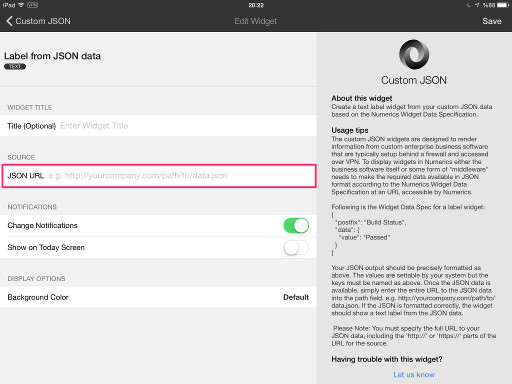 iPad VPN 20:22 %88
Custom JSON Edit Widget Save
Label from JSON data
TEXT
WIDGET TITLE
Title (Optional) Enter Widget Title
SOURCE
JSON URL e.g. http://yourcompany.com/path/to/data.json
NOTIFICATIONS
Change Notifications
Show on Today Screen
DISPLAY OPTIONS
Background Color Default
Custom JSON
About this widget
Create a text label widget from your custom JSON data
based on the Numerics Widget Data Specification.
Usage tips
The custom JSON widgets are designed to render
information from custom enterprise business software
that are typically setup behind a firewall and accessed
over VPN. To display widgets in Numerics either the
business software itself or some form of "middleware"
needs to make the required data available in JSON
format according to the Numerics Widget Data
Specification at an URL accessible by Numerics.
Following is the Widget Data Spec for a label widget:
{
"postfix": "Build Status",
"data": {
"value": "Passed"
}
}
Your JSON output should be precisely formatted as
above. The values are settable by your system but the
keys must be named as above. Once the JSON data is
available, simply enter the entire URL to the JSON data
into the path field. e.g. http://yourcompany.com/path/to/
data.json. If the JSON is formatted correctly, the widget
should show a text label from the JSON data.
Please Note: You must specify the full URL to your
JSON data, including the 'http://' or 'https://' parts of the
URL for the source.
Having trouble with this widget?
Let us know